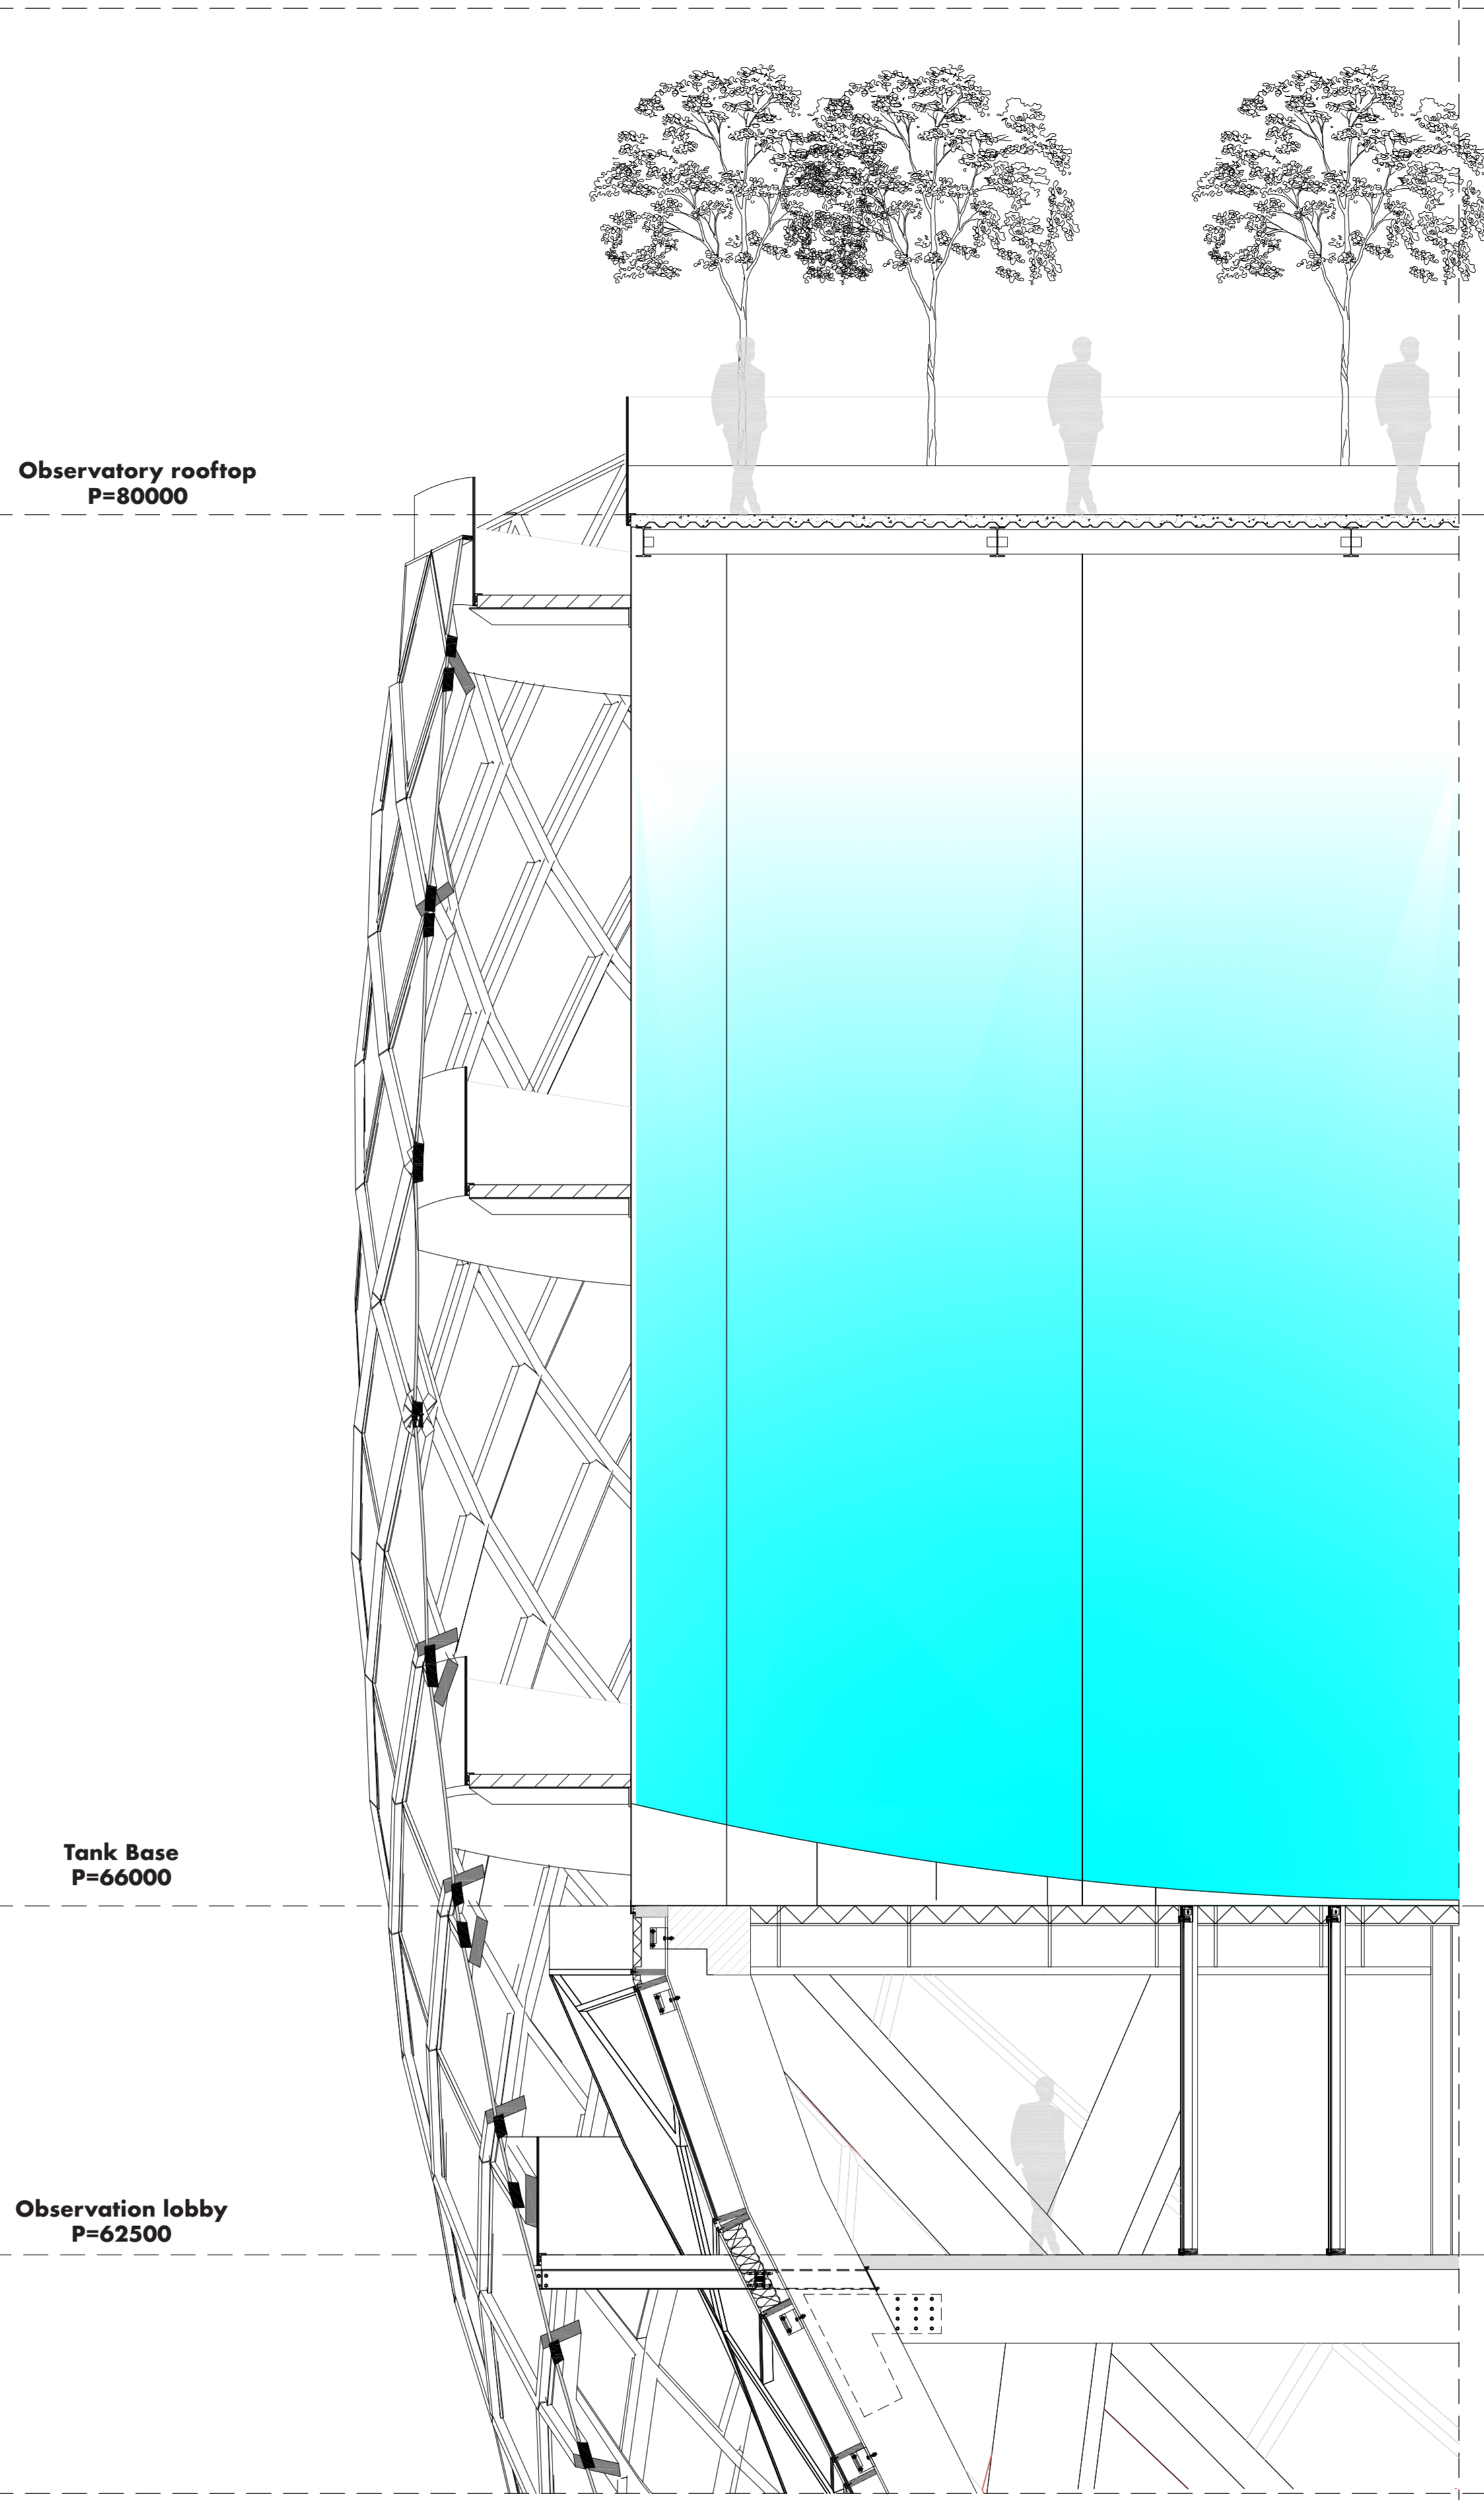 Observatory rooftop
P=80000
Tank Base
P=66000
Observation lobby
P=62500